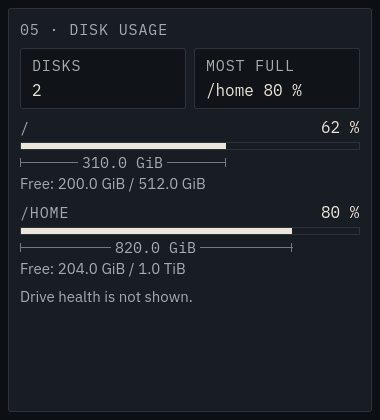 05 · DISK USAGE
DISKS
2
MOST FULL
/home 80 %
/
62 %
310.0 GiB
Free: 200.0 GiB / 512.0 GiB
/HOME
80 %
820.0 GiB
Free: 204.0 GiB / 1.0 TiB
Drive health is not shown.